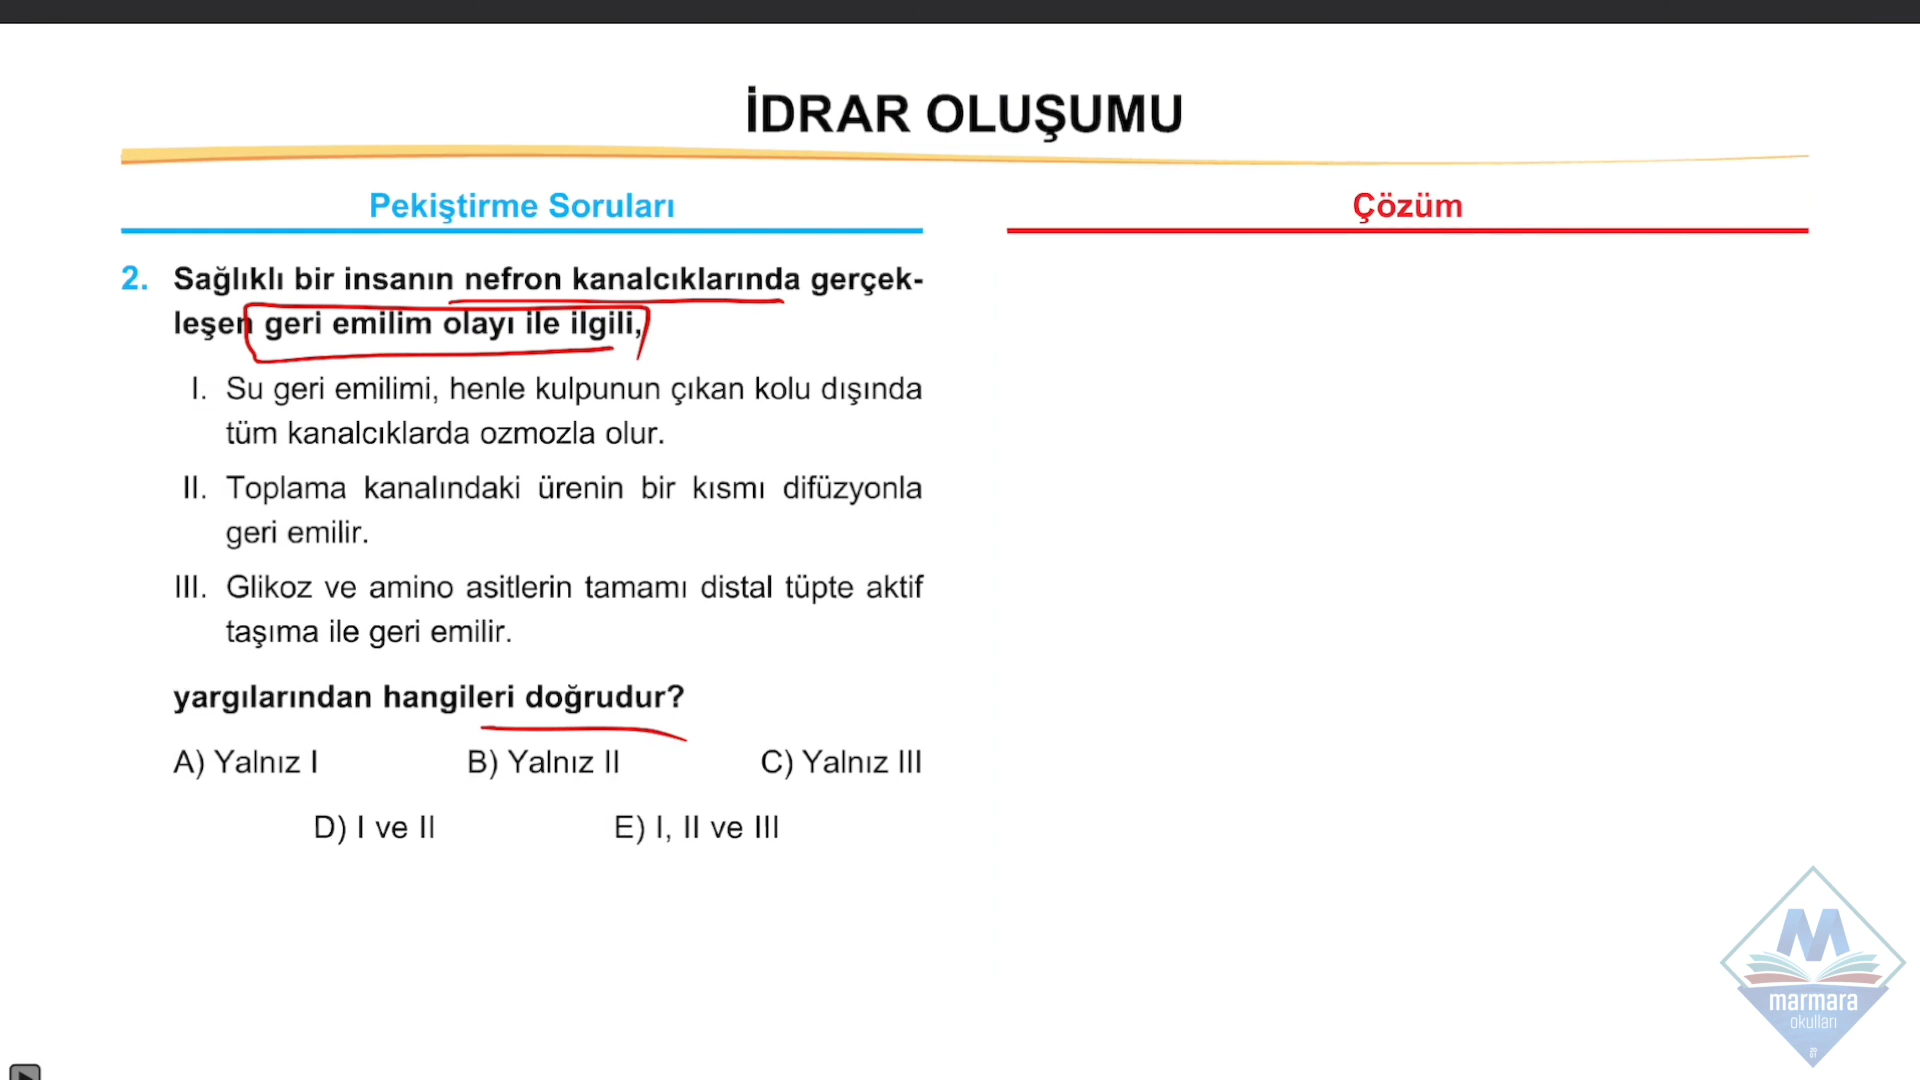 İDRAR OLUŞUMU
Pekiştirme Soruları
Çözüm
2. Sağlıklı bir insanın nefron kanalcıklarında gerçek-
leşen geri emilim olayı ile ilgili,
I. Su geri emilimi, henle kulpunun çıkan kolu dışında
tüm kanalcıklarda ozmozla olur.
II. Toplama kanalındaki ürenin bir kısmı difüzyonla
geri emilir.
III. Glikoz ve amino asitlerin tamamı distal tüpte aktif
taşıma ile geri emilir.
yargılarından hangileri doğrudur?
A) Yalnız I B) Yalnız II C) Yalnız III
D) I ve II E) I, II ve III
M
marmara
okulları